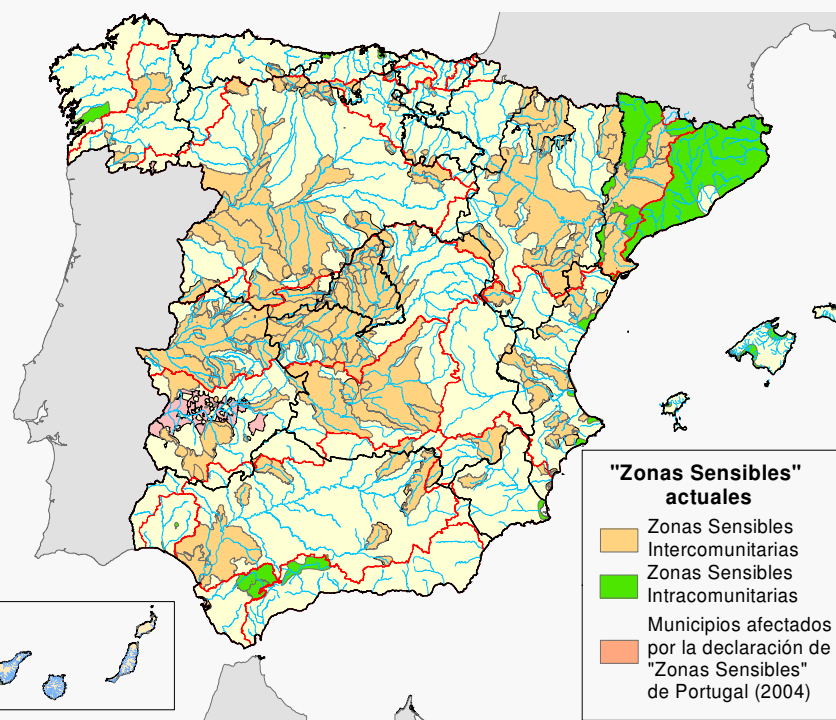 "Zonas Sensibles"
actuales
Zonas Sensibles
Intercomunitarias
Zonas Sensibles
Intracomunitarias
Municipios afectados
por la declaración de
"Zonas Sensibles"
de Portugal (2004)